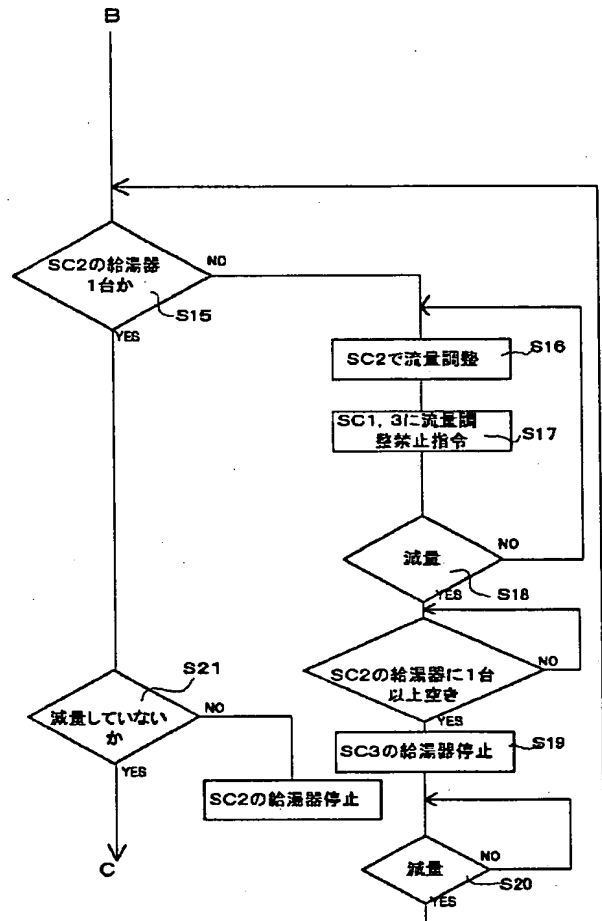 B
SC2の給湯器
1台か
NO
S15
YES
SC2で流量調整
S16
SC1, 3に流量調
整禁止指令
S17
減量
NO
S18
YES
SC2の給湯器に1台
以上空き
NO
YES
SC3の給湯器停止
S19
S21
減量していない
か
NO
YES
SC2の給湯器停止
C
減量
NO
S20
YES